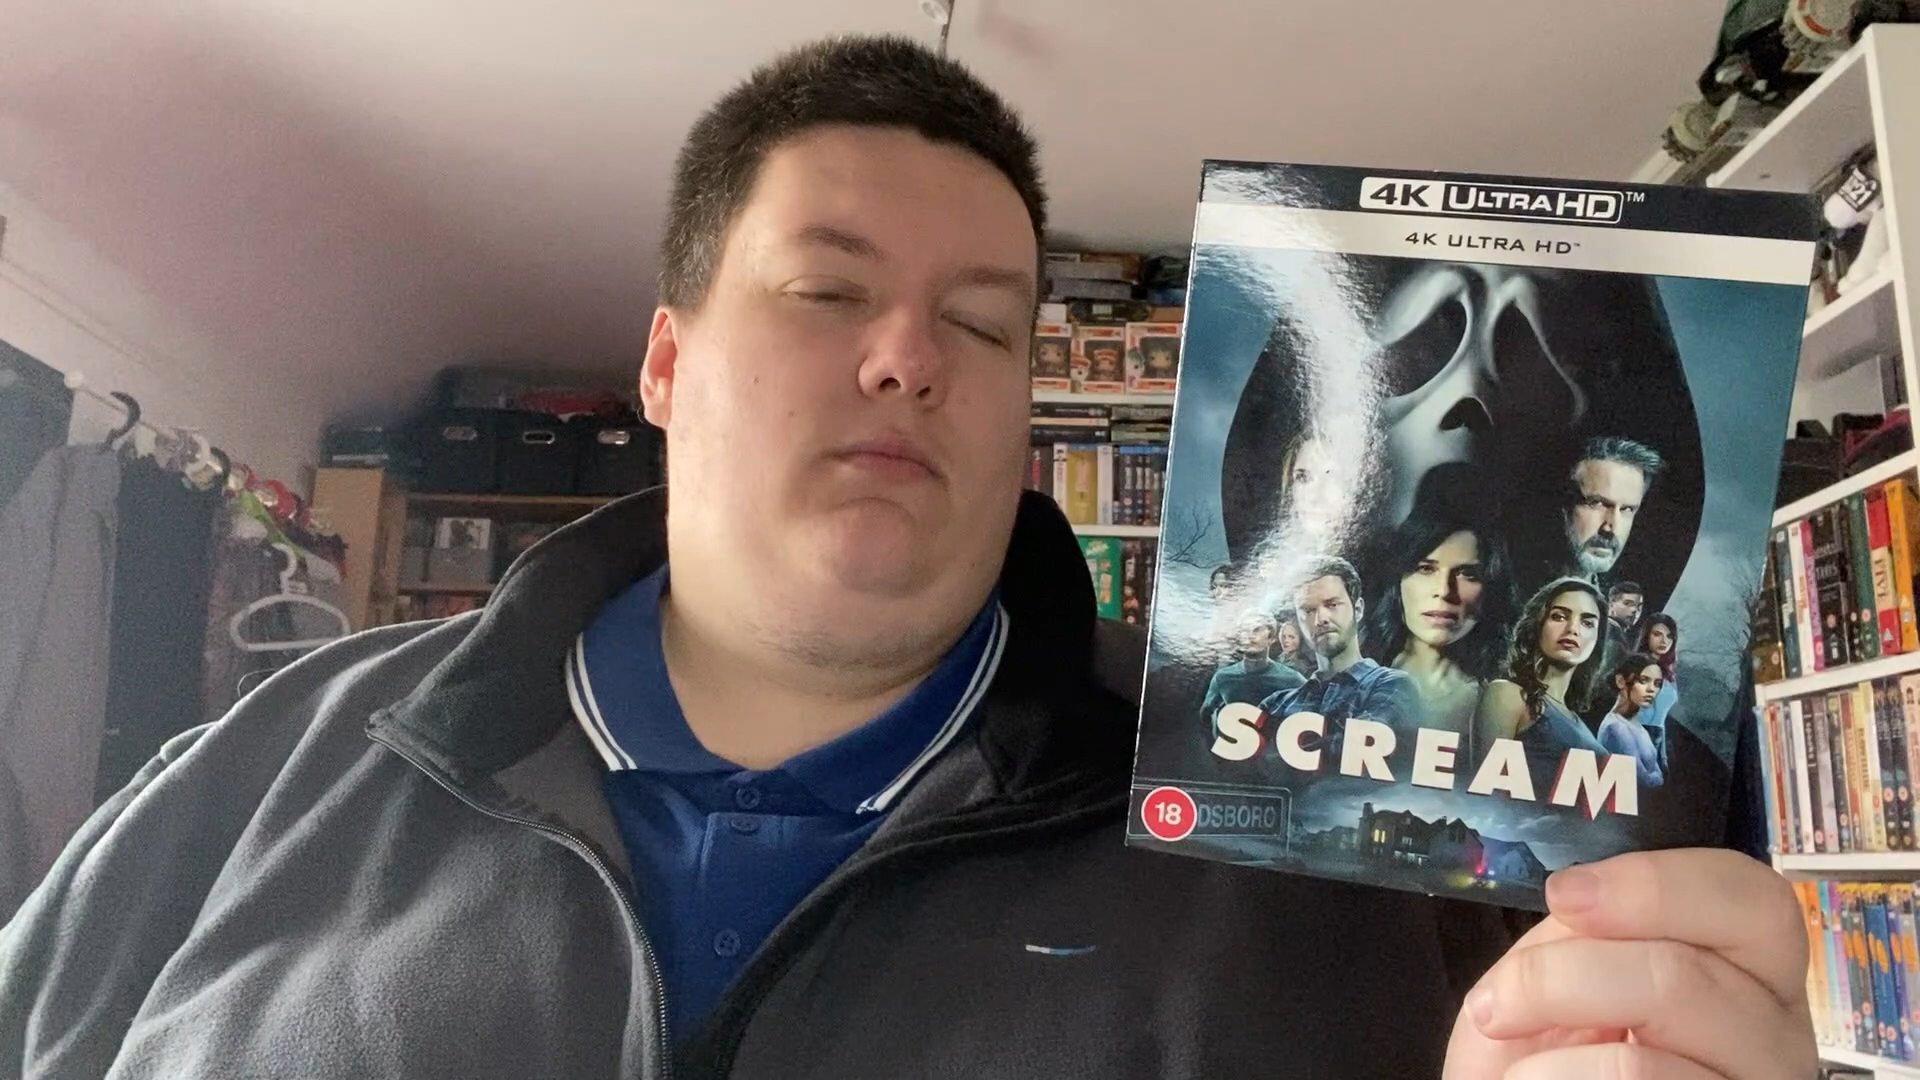 4K ULTRA HD™
4K ULTRA HD™
SCREAM
18
DSBORO